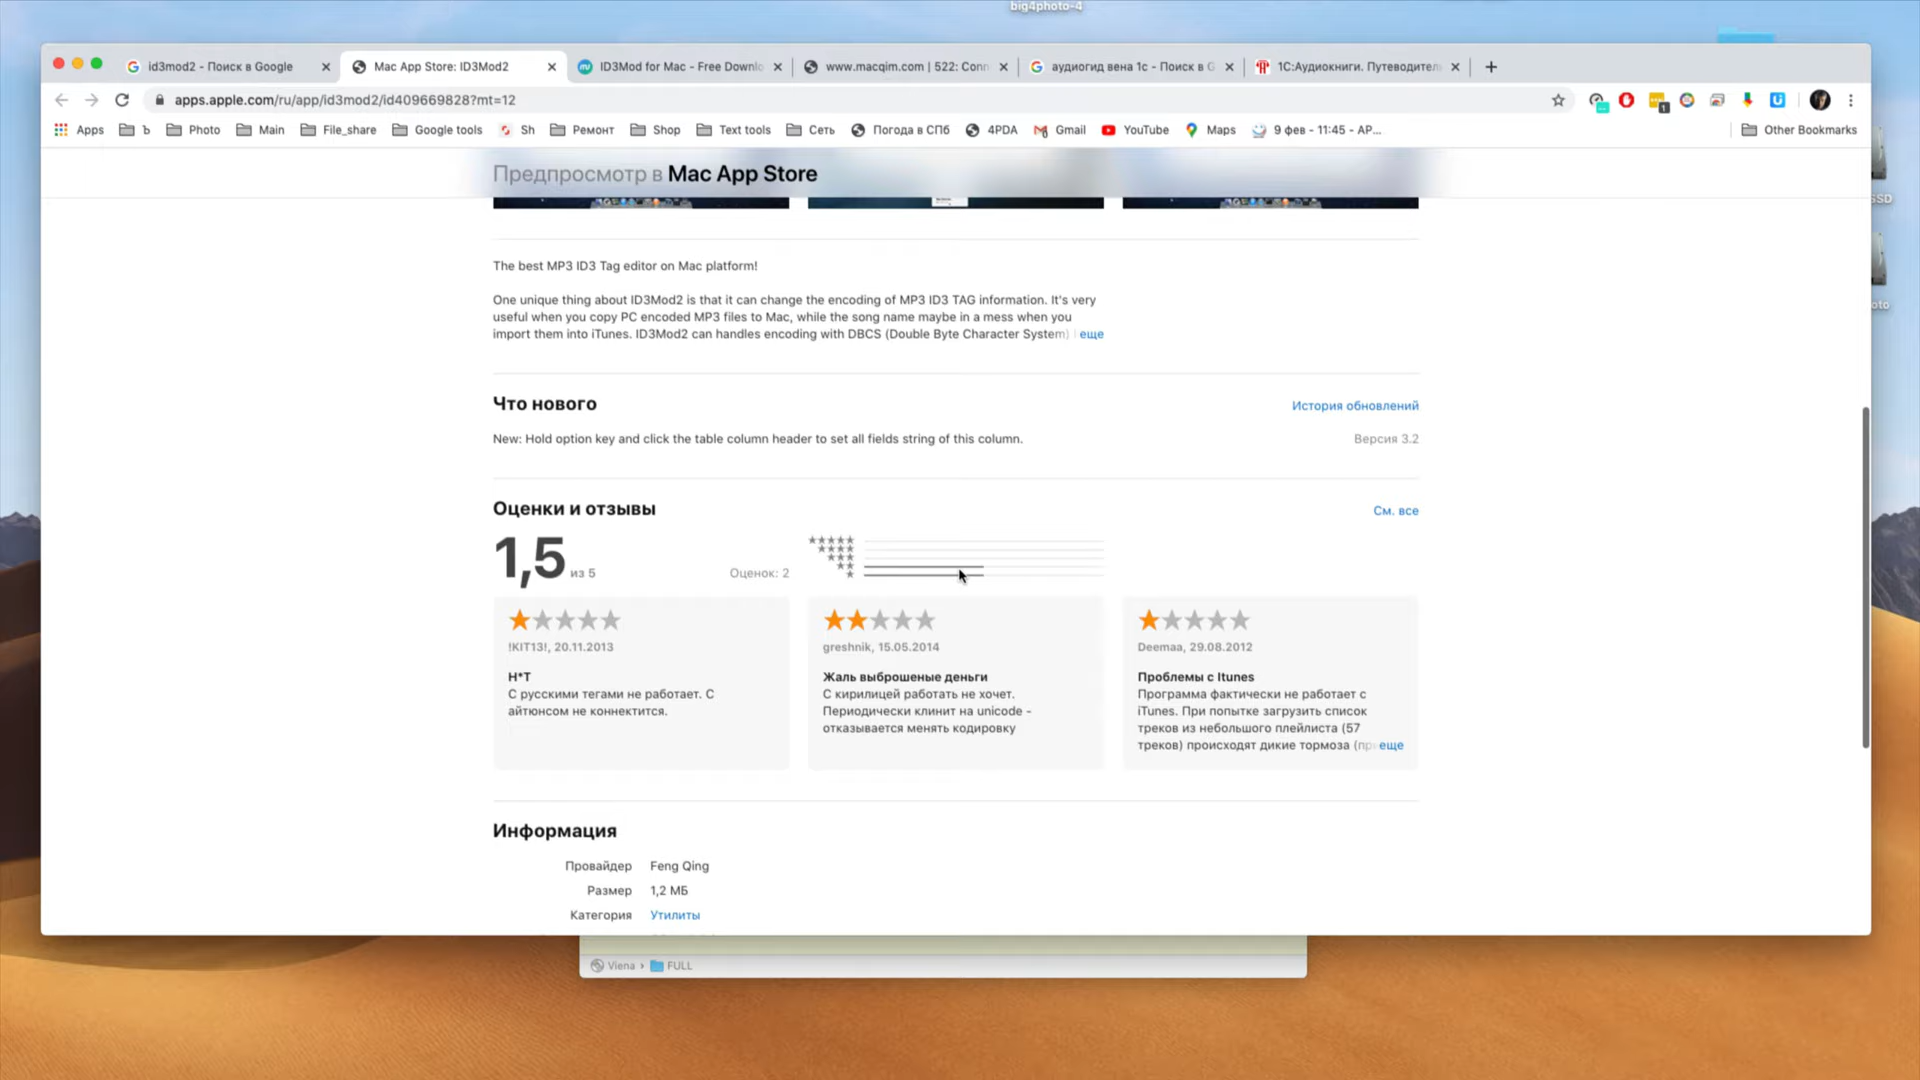 big4photo-4
id3mod2 - Поиск в Google
Mac App Store: ID3Mod2
ID3Mod for Mac - Free Downlo
www.macqim.com | 522: Conn
аудиогид вена 1с - Поиск в G
1С:Аудиокниги. Путеводитель
apps.apple.com/ru/app/id3mod2/id409669828?mt=12
Apps
Ъ
Photo
Main
File_share
Google tools
Sh
Ремонт
Shop
Text tools
Сеть
Погода в СПб
4PDA
Gmail
YouTube
Maps
9 фев - 11:45 - AP...
Other Bookmarks
Предпросмотр в Mac App Store
The best MP3 ID3 Tag editor on Mac platform!
One unique thing about ID3Mod2 is that it can change the encoding of MP3 ID3 TAG information. It's very
useful when you copy PC encoded MP3 files to Mac, while the song name maybe in a mess when you
import them into iTunes. ID3Mod2 can handles encoding with DBCS (Double Byte Character System) еще
Что нового
История обновлений
New: Hold option key and click the table column header to set all fields string of this column.
Версия 3.2
Оценки и отзывы
См. все
1,5 из 5
Оценок: 2
!KIT13!, 20.11.2013
Н*Т
С русскими тегами не работает. С
айтюнсом не коннектится.
greshnik, 15.05.2014
Жаль выброшеные деньги
С кирилицей работать не хочет.
Периодически клинит на unicode -
отказывается менять кодировку
Deemaa, 29.08.2012
Проблемы с Itunes
Программа фактически не работает с
iTunes. При попытке загрузить список
треков из небольшого плейлиста (57
треков) происходят дикие тормоза (пр еще
Информация
Провайдер Feng Qing
Размер 1,2 МБ
Категория Утилиты
Viena › FULL
SSD
oto